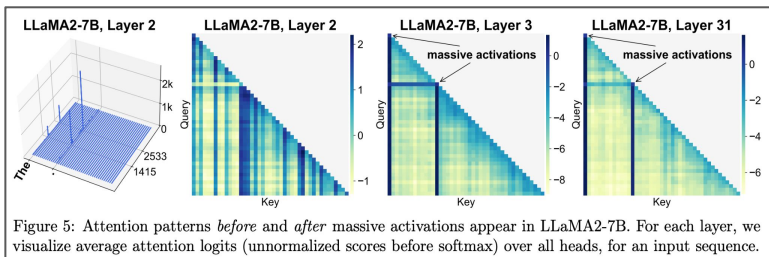 LLaMA2-7B, Layer 2
LLaMA2-7B, Layer 2
LLaMA2-7B, Layer 3
LLaMA2-7B, Layer 31
2k
1k
0
2533
1415
The
.
Query
Key
2
1
0
−1
massive activations
Query
Key
0
−2
−4
−6
−8
massive activations
Query
Key
0
−2
−4
−6
Figure 5: Attention patterns before and after massive activations appear in LLaMA2-7B. For each layer, we
visualize average attention logits (unnormalized scores before softmax) over all heads, for an input sequence.